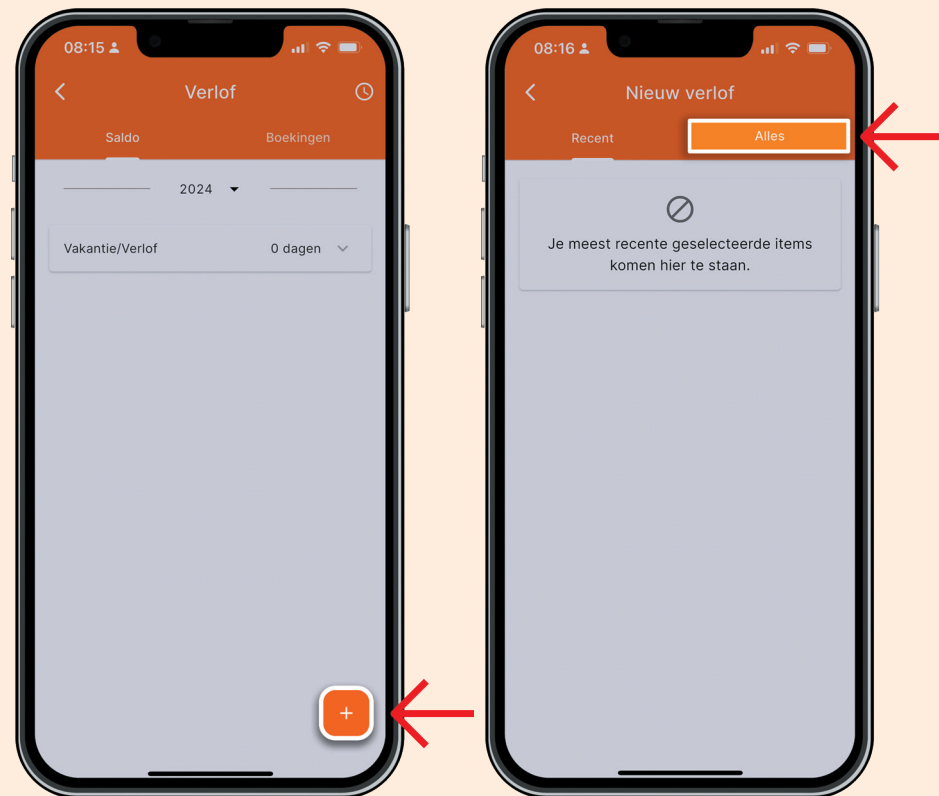 08:15
Verlof
Saldo
Boekingen
2024
Vakantie/Verlof
0 dagen
+
08:16
Nieuw verlof
Recent
Alles
Je meest recente geselecteerde items
komen hier te staan.